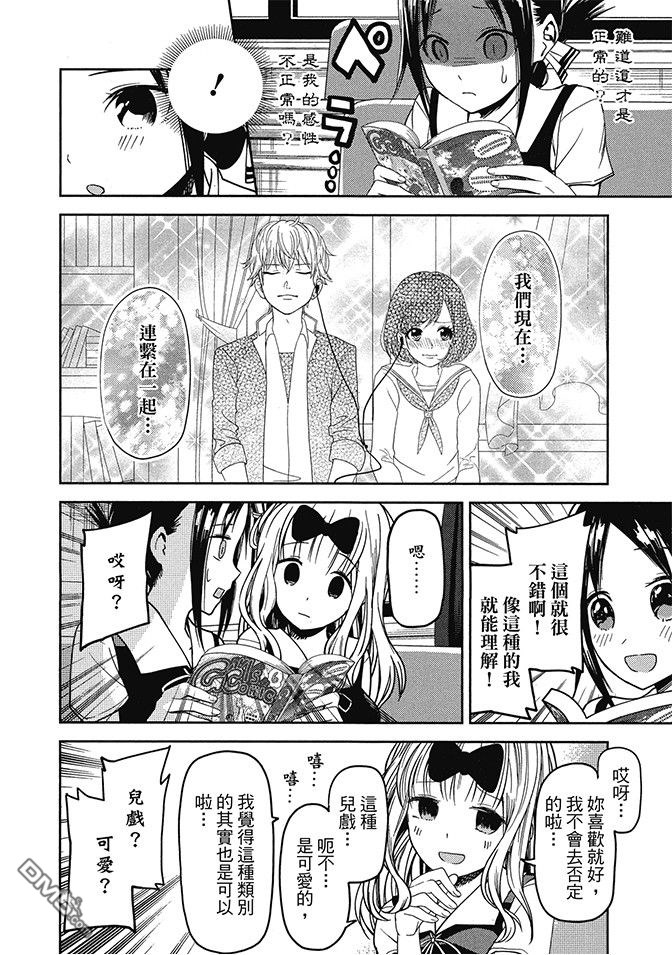 難道這才是
正常的？
ペラ…
是我的感性
不正常嗎？
！
我們現在…
連繫在一起…
這個就很
不錯啊！
像這種的我
就能理解！
嗯……
哎呀？
哎呀…
妳喜歡就好，
我不會去否定
的啦…
這種
兒戲…
呃不…
是可愛的，
嘻…
嘻…
我覺得這種類別
的其實也是可以
啦…
兒戲？
可愛？